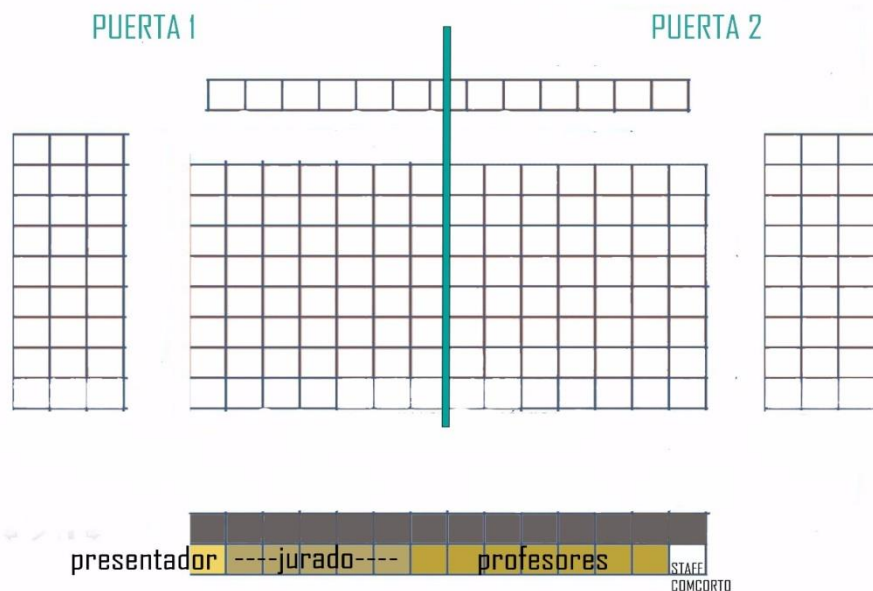 PUERTA 1
PUERTA 2
presentador ----jurado---- profesores
STAFF
COMCORTO